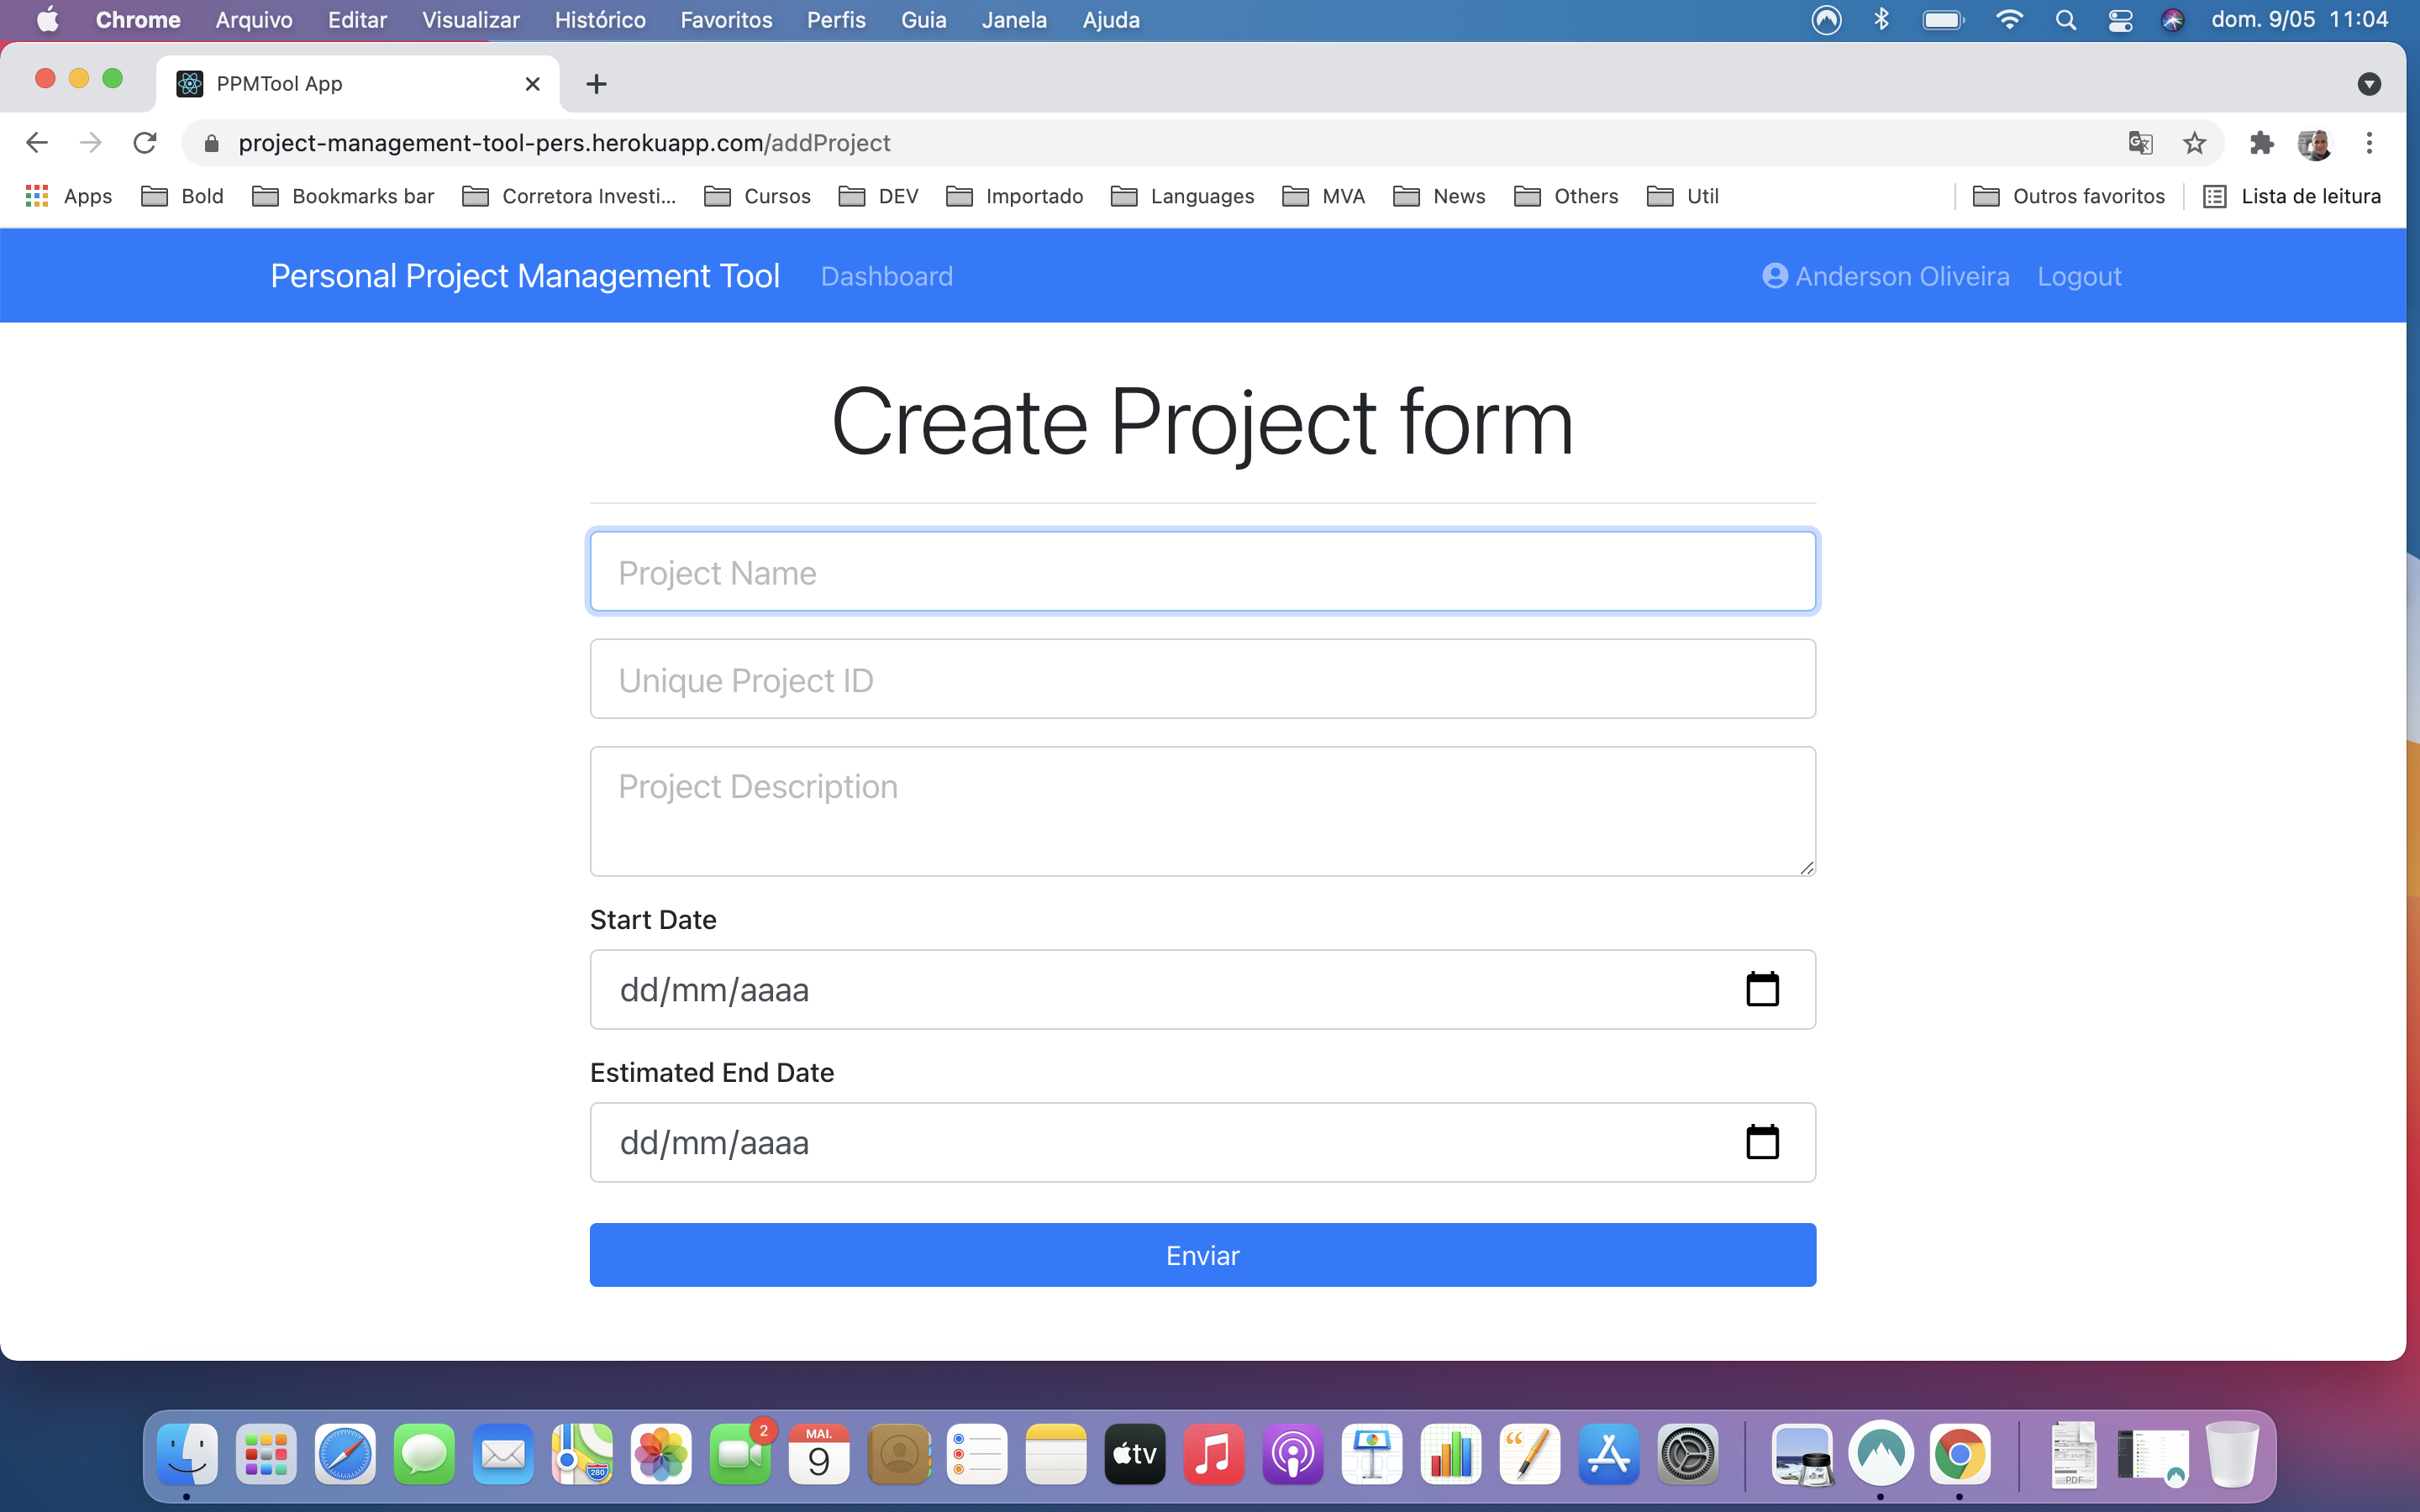 Chrome Arquivo Editar Visualizar Histórico Favoritos Perfis Guia Janela Ajuda dom. 9/05 11:04
PPMTool App
project-management-tool-pers.herokuapp.com/addProject
Apps Bold Bookmarks bar Corretora Investi... Cursos DEV Importado Languages MVA News Others Util Outros favoritos Lista de leitura
Personal Project Management Tool Dashboard Anderson Oliveira Logout
Create Project form
Project Name
Unique Project ID
Project Description
Start Date
dd/mm/aaaa
Estimated End Date
dd/mm/aaaa
Enviar
280
2
MAI.
9
tv
PDF